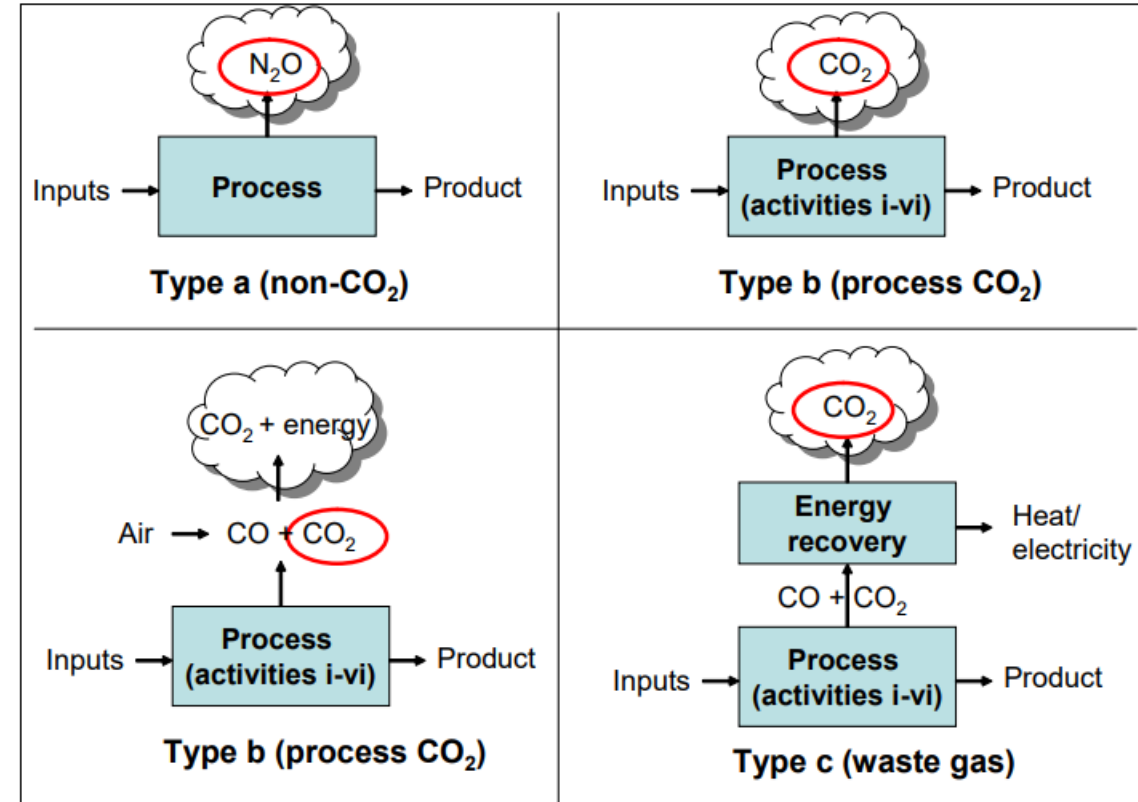 N₂O
Inputs
Process
Product
Type a (non-CO₂)
CO₂
Inputs
Process
(activities i-vi)
Product
Type b (process CO₂)
CO₂ + energy
Air
CO + CO₂
Inputs
Process
(activities i-vi)
Product
Type b (process CO₂)
CO₂
Energy
recovery
Heat/
electricity
CO + CO₂
Inputs
Process
(activities i-vi)
Product
Type c (waste gas)